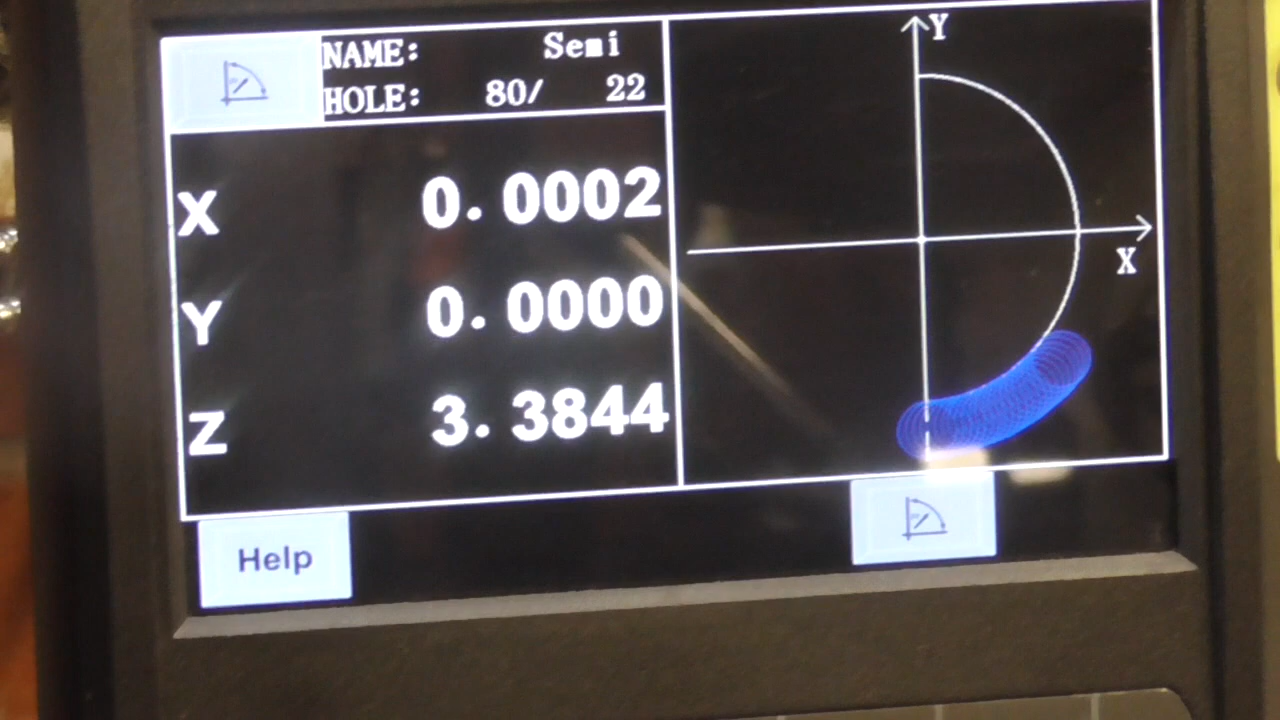 NAME: Semi
HOLE: 80/ 22
X 0.0002
Y 0.0000
Z 3.3844
Y
X
Help